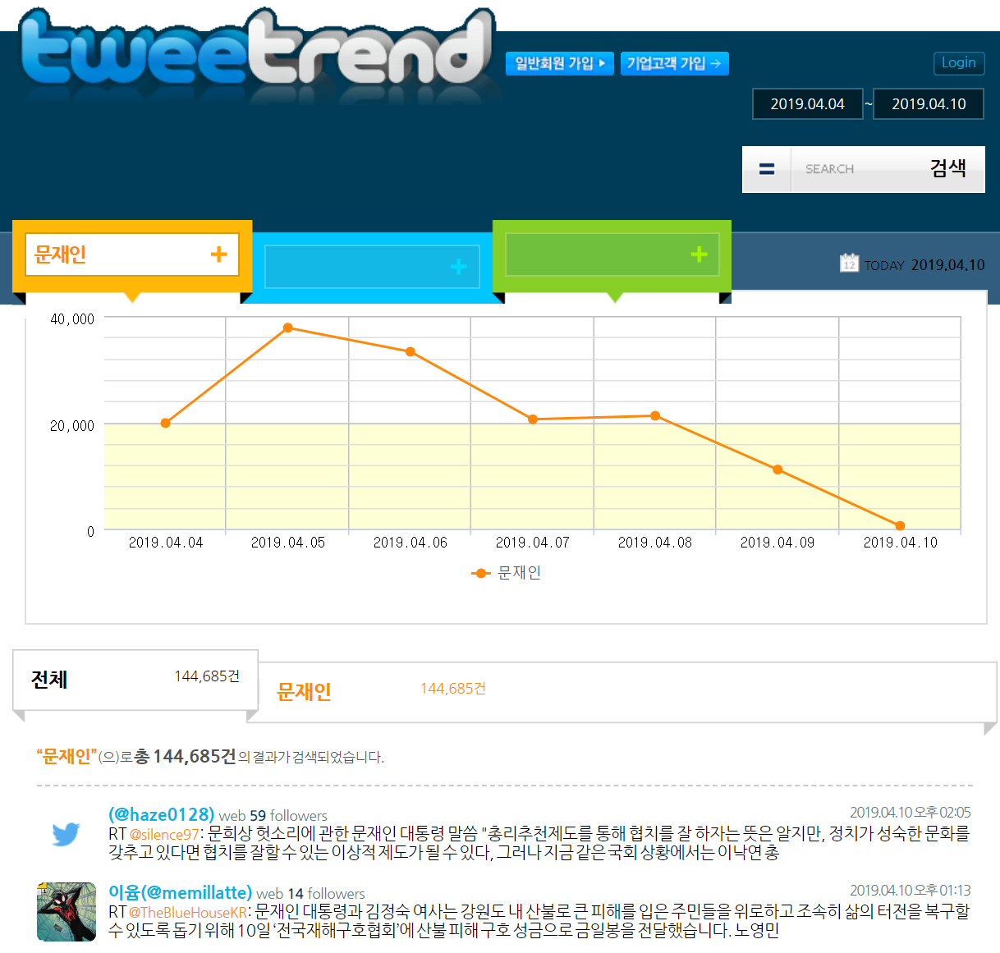 tweetrend
일반회원 가입
기업고객 가입 →
Login
2019.04.04 ~ 2019.04.10
SEARCH 검색
문재인 +
+
+
12 TODAY 2019.04.10
40,000
20,000
0
2019.04.04 2019.04.05 2019.04.06 2019.04.07 2019.04.08 2019.04.09 2019.04.10
문재인
전체 144,685건
문재인 144,685건
“문재인”(으)로 총 144,685건의 결과가 검색되었습니다.
(@haze0128) web 59 followers 2019.04.10 오후 02:05
RT @silence97: 문희상 헛소리에 관한 문재인 대통령 말씀 "총리추천제도를 통해 협치를 잘 하자는 뜻은 알지만, 정치가 성숙한 문화를
갖추고 있다면 협치를 잘할 수 있는 이상적 제도가 될 수 있다, 그러나 지금 같은 국회 상황에서는 이낙연 총
이윰(@memillatte) web 14 followers 2019.04.10 오후 01:13
RT @TheBlueHouseKR: 문재인 대통령과 김정숙 여사는 강원도 내 산불로 큰 피해를 입은 주민들을 위로하고 조속히 삶의 터전을 복구할
수 있도록 돕기 위해 10일 ‘전국재해구호협회’에 산불 피해 구호 성금으로 금일봉을 전달했습니다. 노영민